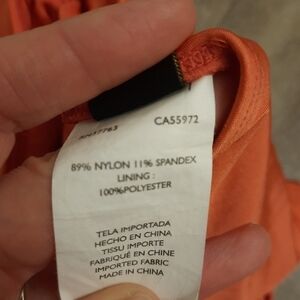 CA55972
89% NYLON 11% SPANDEX
LINING :
100%POLYESTER
TELA IMPORTADA
HECHO EN CHINA
TISSU IMPORTE
FABRIQUÉ EN CHINE
IMPORTED FABRIC
MADE IN CHINA